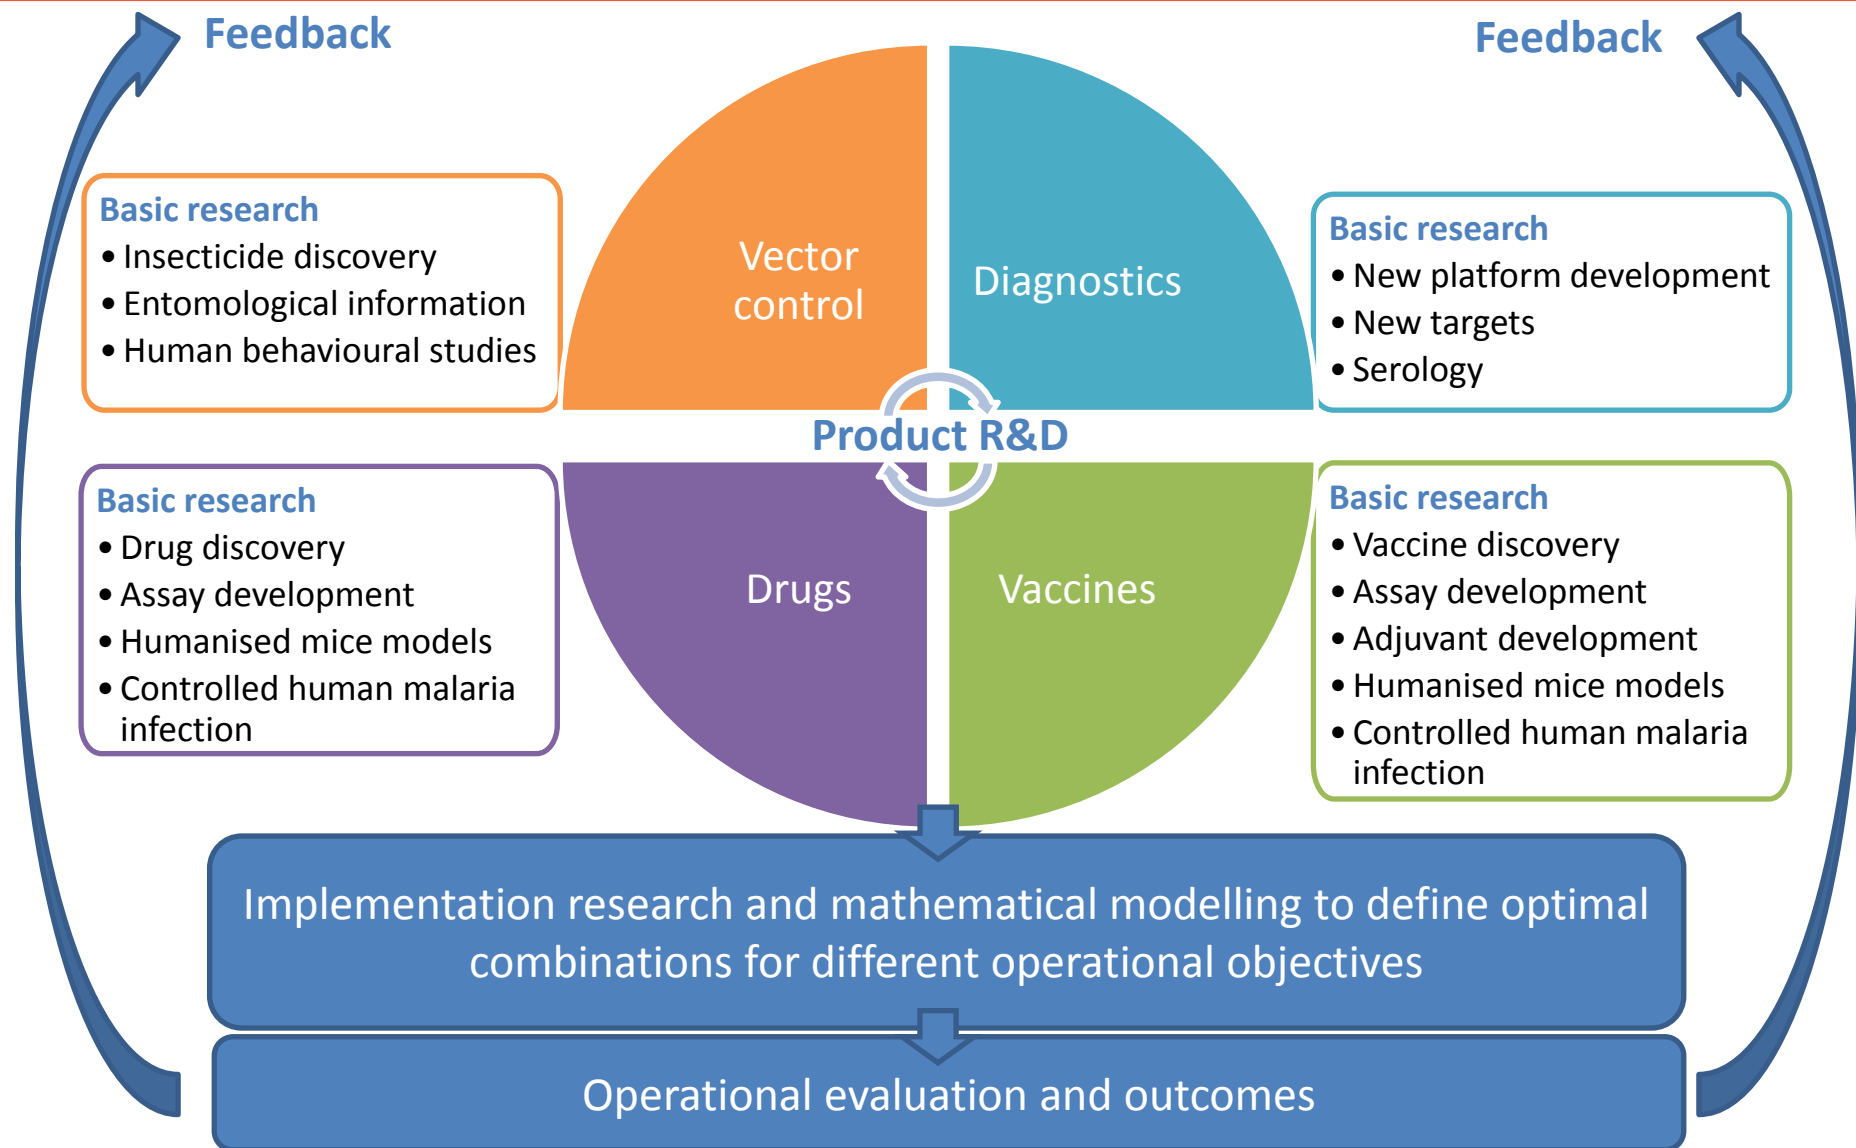 Feedback
Feedback
Vector
control
Diagnostics
Basic research
• Insecticide discovery
• Entomological information
• Human behavioural studies
Basic research
• New platform development
• New targets
• Serology
Product R&D
Basic research
• Drug discovery
• Assay development
• Humanised mice models
• Controlled human malaria
infection
Drugs
Vaccines
Basic research
• Vaccine discovery
• Assay development
• Adjuvant development
• Humanised mice models
• Controlled human malaria
infection
Implementation research and mathematical modelling to define optimal
combinations for different operational objectives
Operational evaluation and outcomes